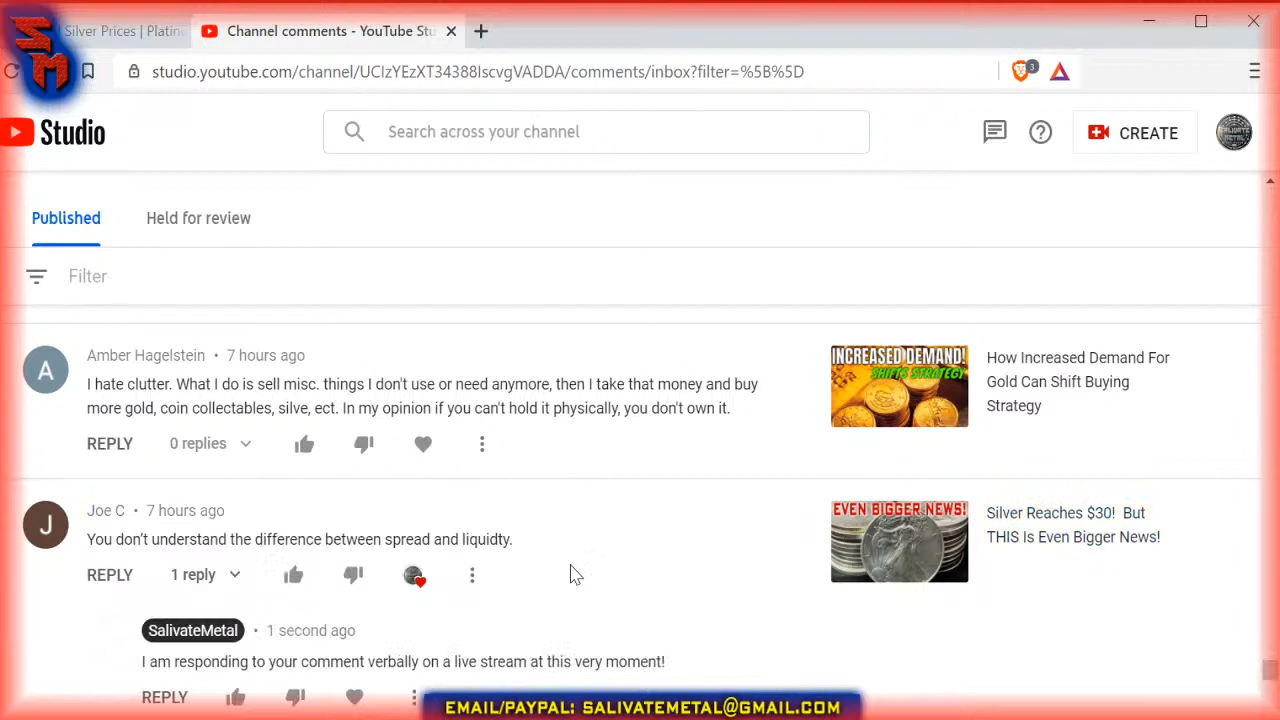 SM
Silver Prices | Platin
Channel comments - YouTube Stu
studio.youtube.com/channel/UCIzYEzXT34388IscvgVADDA/comments/inbox?filter=%5B%5D
3
Studio
Search across your channel
CREATE
Published
Held for review
Filter
A
Amber Hagelstein • 7 hours ago
I hate clutter. What I do is sell misc. things I don't use or need anymore, then I take that money and buy
more gold, coin collectables, silve, ect. In my opinion if you can't hold it physically, you don't own it.
REPLY 0 replies
INCREASED DEMAND!
SHIFTS STRATEGY
How Increased Demand For
Gold Can Shift Buying
Strategy
J
Joe C • 7 hours ago
You don't understand the difference between spread and liquidty.
REPLY 1 reply
EVEN BIGGER NEWS!
Silver Reaches $30! But
THIS Is Even Bigger News!
SalivateMetal • 1 second ago
I am responding to your comment verbally on a live stream at this very moment!
REPLY
EMAIL/PAYPAL: SALIVATEMETAL@GMAIL.COM